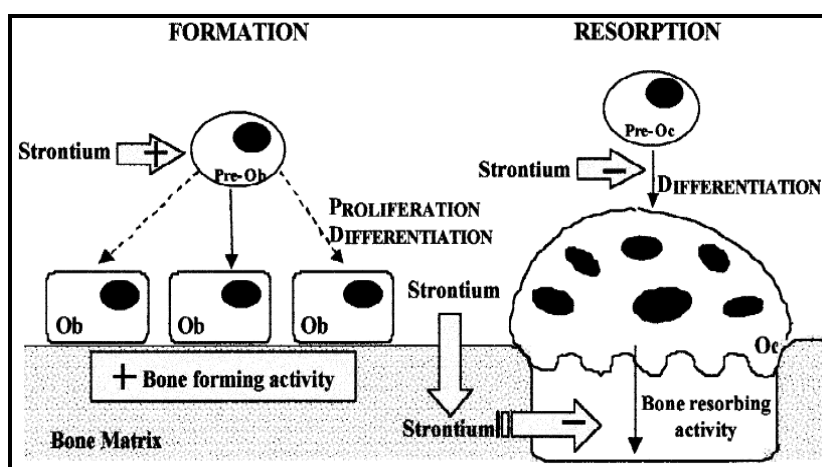 FORMATION
RESORPTION
Strontium
+
Pre-Ob
PROLIFERATION
DIFFERENTIATION
Ob
Ob
Ob
+ Bone forming activity
Bone Matrix
Pre-Oc
Strontium
−
DIFFERENTIATION
Oc
Strontium
Strontium
−
Bone resorbing
activity